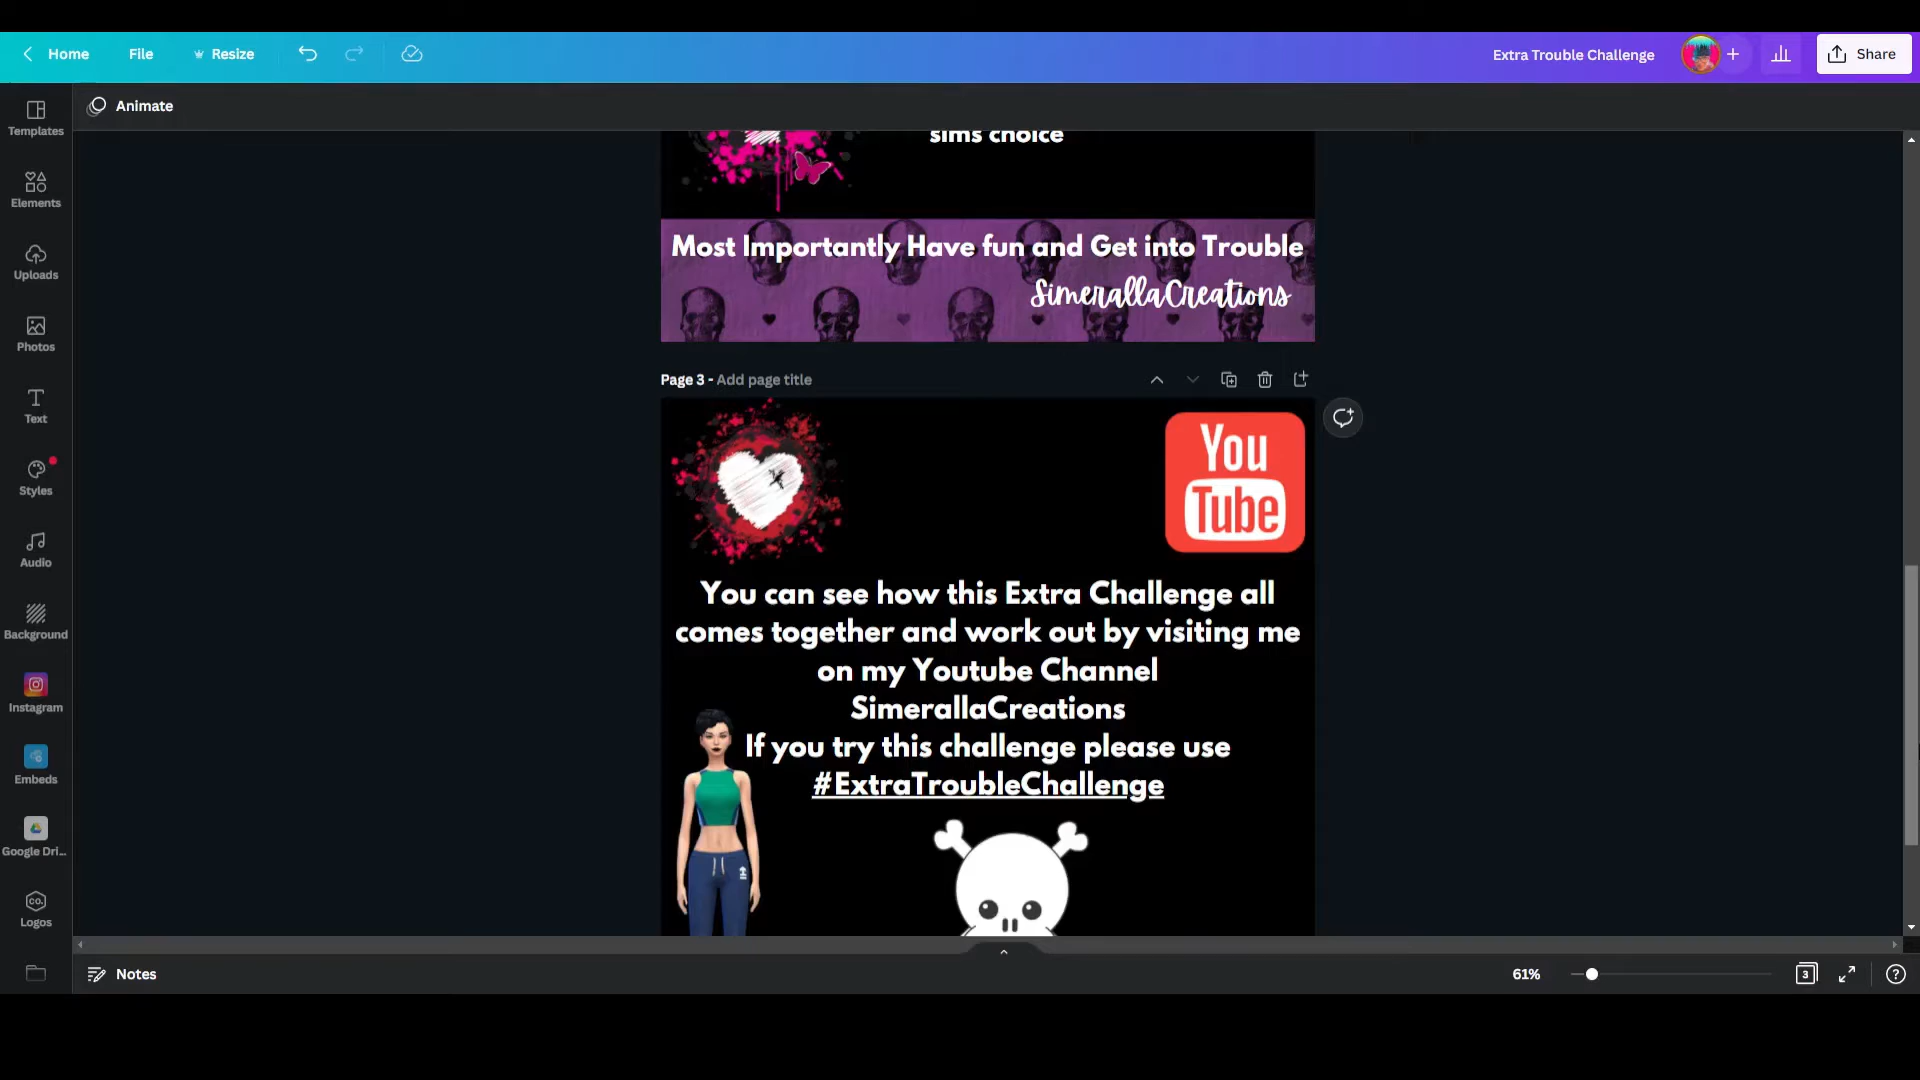 Home
File
Resize
Extra Trouble Challenge
Share
Templates
Elements
Uploads
Photos
Text
Styles
Audio
Background
Instagram
Embeds
Google Dri...
CO.
Logos
Animate
sims choice
Most Importantly Have fun and Get into Trouble
SimerallaCreations
Page 3 - Add page title
You
Tube
You can see how this Extra Challenge all
comes together and work out by visiting me
on my Youtube Channel
SimerallaCreations
If you try this challenge please use
#ExtraTroubleChallenge
Notes
61%
3
?